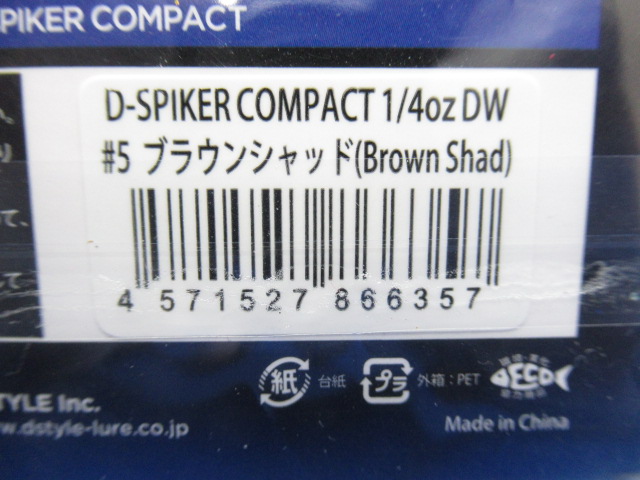 SPIKER COMPACT
D-SPIKER COMPACT 1/4oz DW
#5 ブラウンシャッド(Brown Shad)
4 571527 866357
紙 台紙 プラ 外箱：PET ECO
STYLE Inc.
www.dstyle-lure.co.jp
Made in China